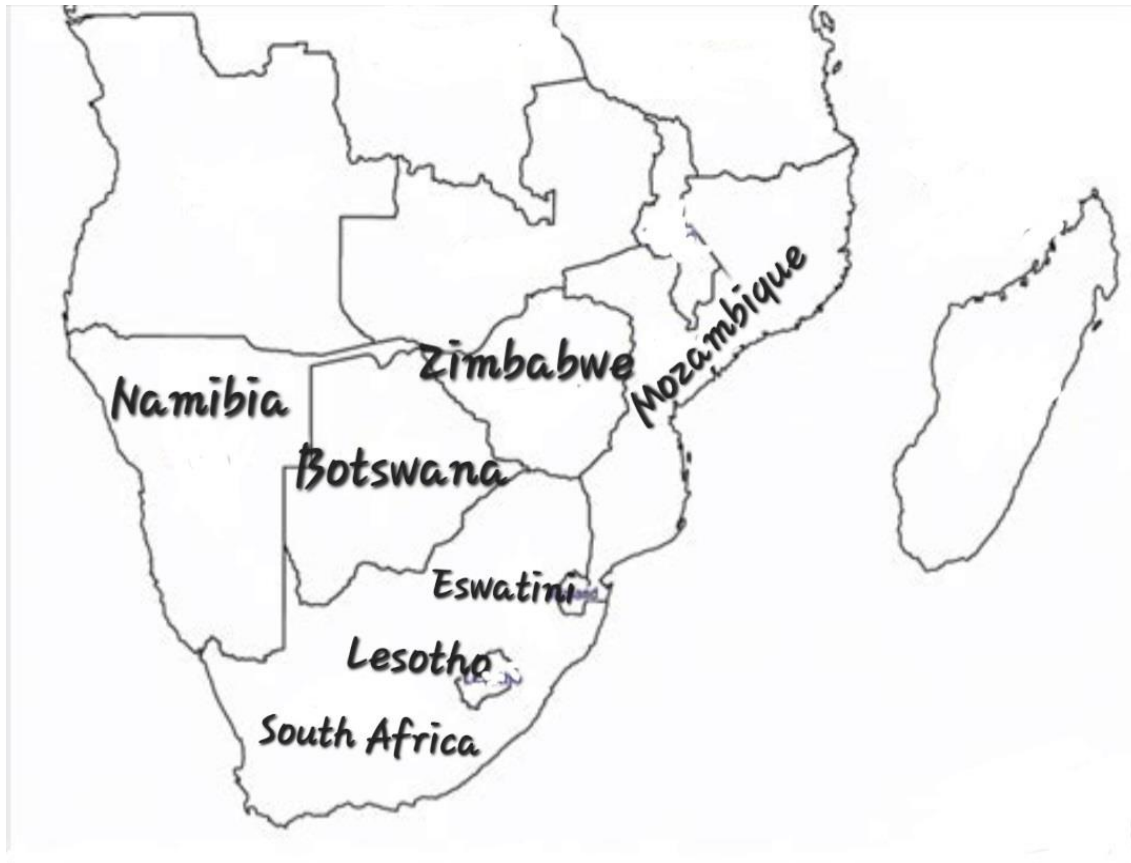 Zimbabwe
Mozambique
Namibia
Botswana
Eswatini
Lesotho
South Africa